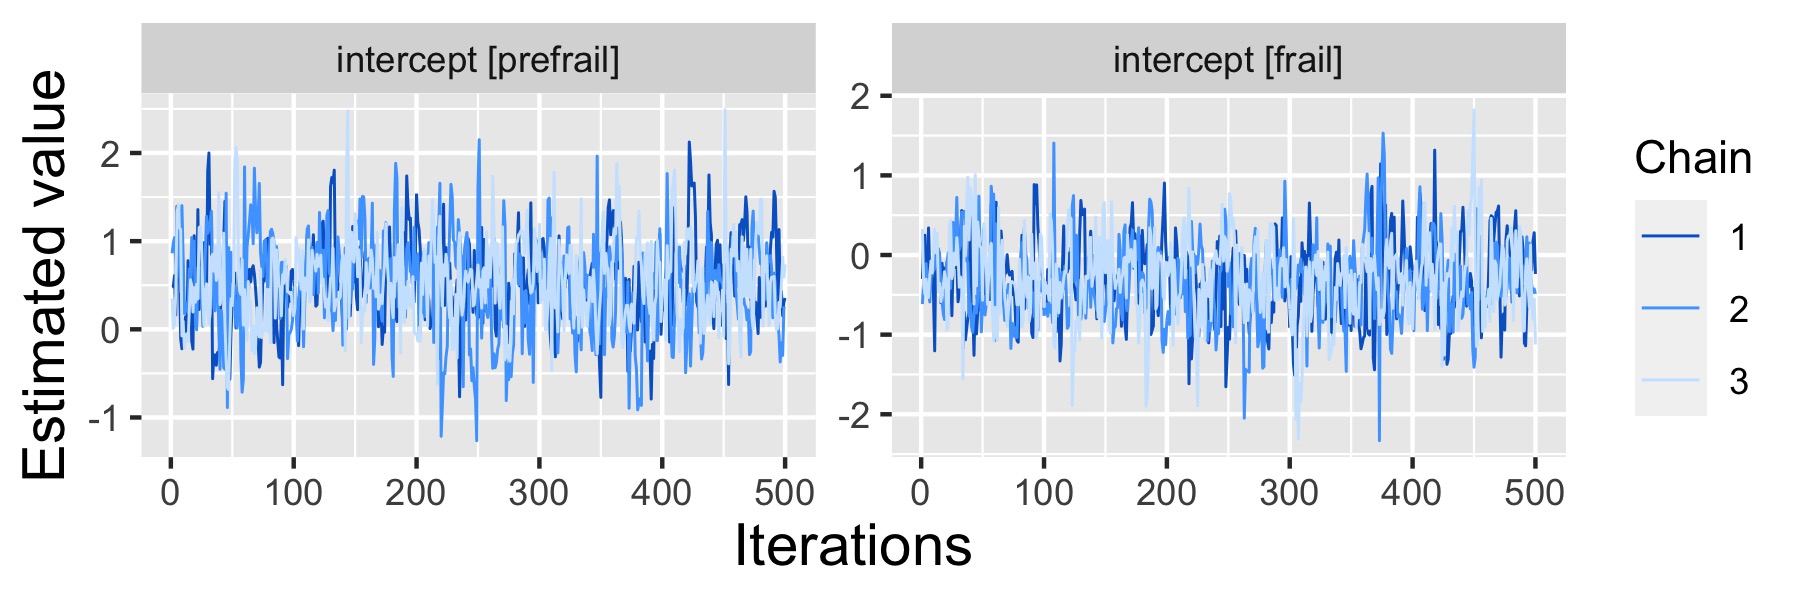 intercept [prefrail]
intercept [frail]
Estimated value
2
1
0
-1
2
1
0
-1
-2
0 100 200 300 400 500
0 100 200 300 400 500
Iterations
Chain
1
2
3